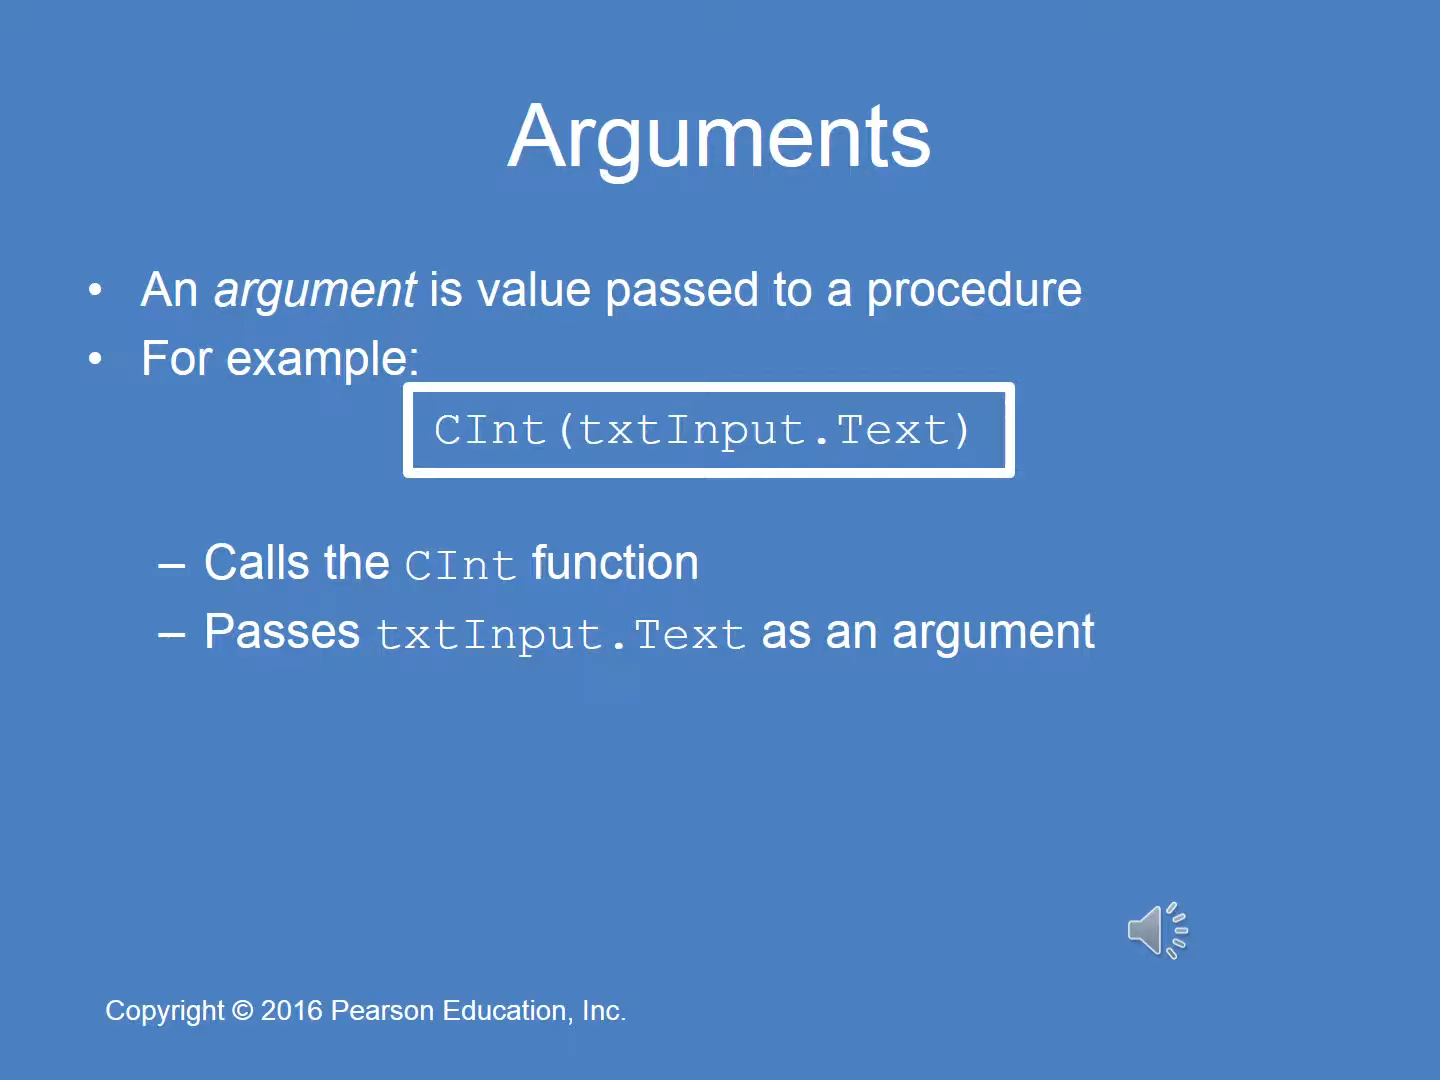 Arguments
• An argument is value passed to a procedure
• For example:
CInt(txtInput.Text)
– Calls the CInt function
– Passes txtInput.Text as an argument
Copyright © 2016 Pearson Education, Inc.